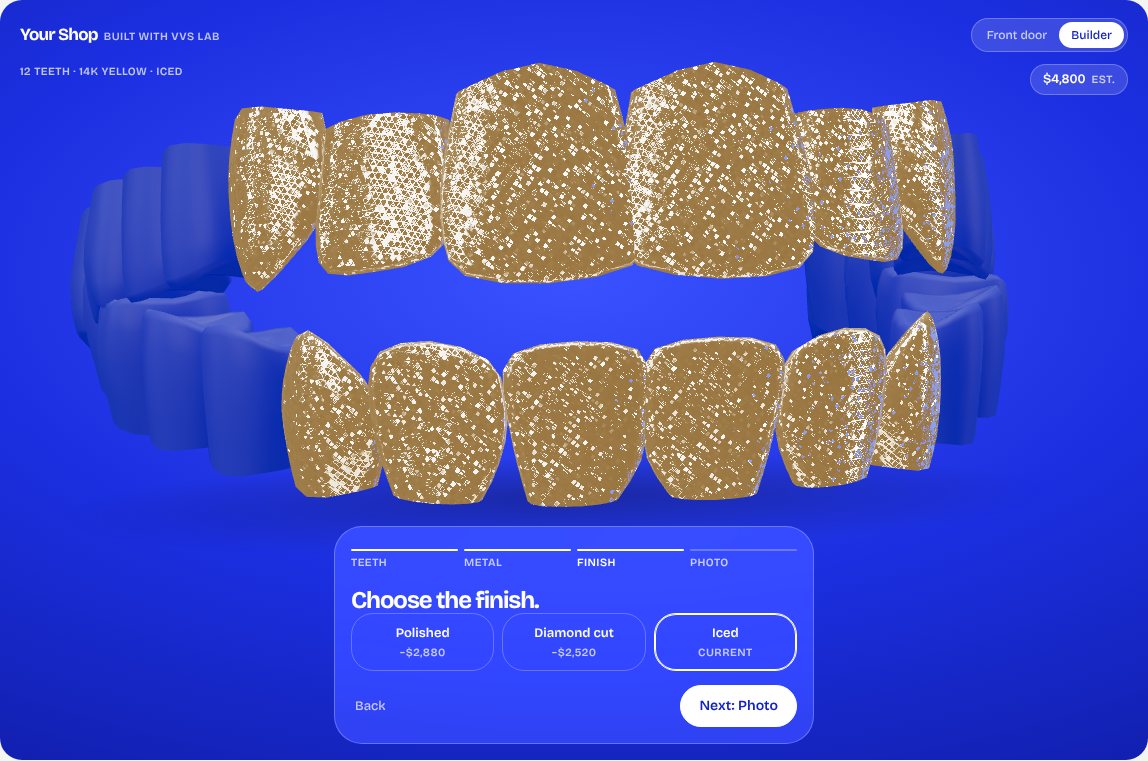 Your Shop BUILT WITH VVS LAB
Front door Builder
12 TEETH · 14K YELLOW · ICED
$4,800 EST.
TEETH METAL FINISH PHOTO
Choose the finish.
Polished Diamond cut Iced
−$2,880 −$2,520 CURRENT
Back Next: Photo